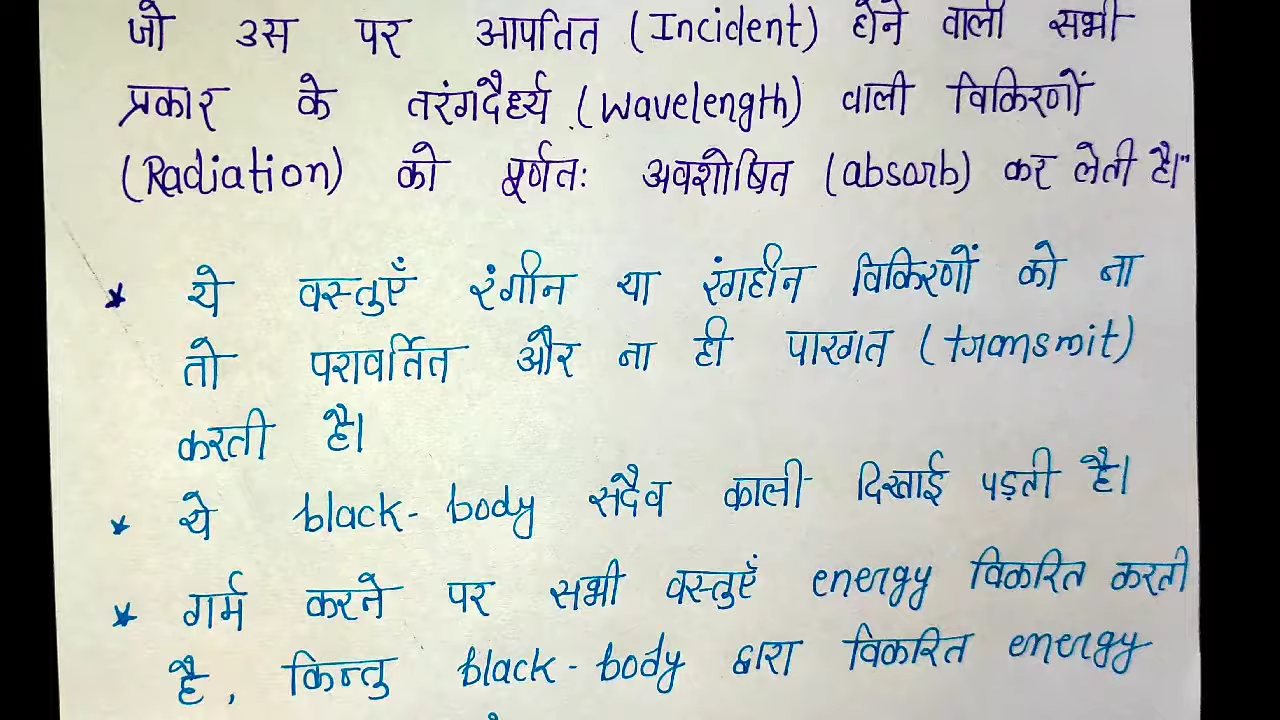 जो उस पर आपतित (Incident) होने वाली सभी
प्रकार के तरंगदैर्ध्य (Wavelength) वाली विकिरणों
(Radiation) को पूर्णतः अवशोषित (absorb) कर लेती है।"
* ये वस्तुएँ रंगीन या रंगहीन विकिरणों को ना
तो परावर्तित और ना ही पारगत (transmit)
करती है।
* ये black-body सदैव काली दिखाई पड़ती है।
* गर्म करने पर सभी वस्तुएँ energy विकरित करती
है, किन्तु black-body द्वारा विकरित energy